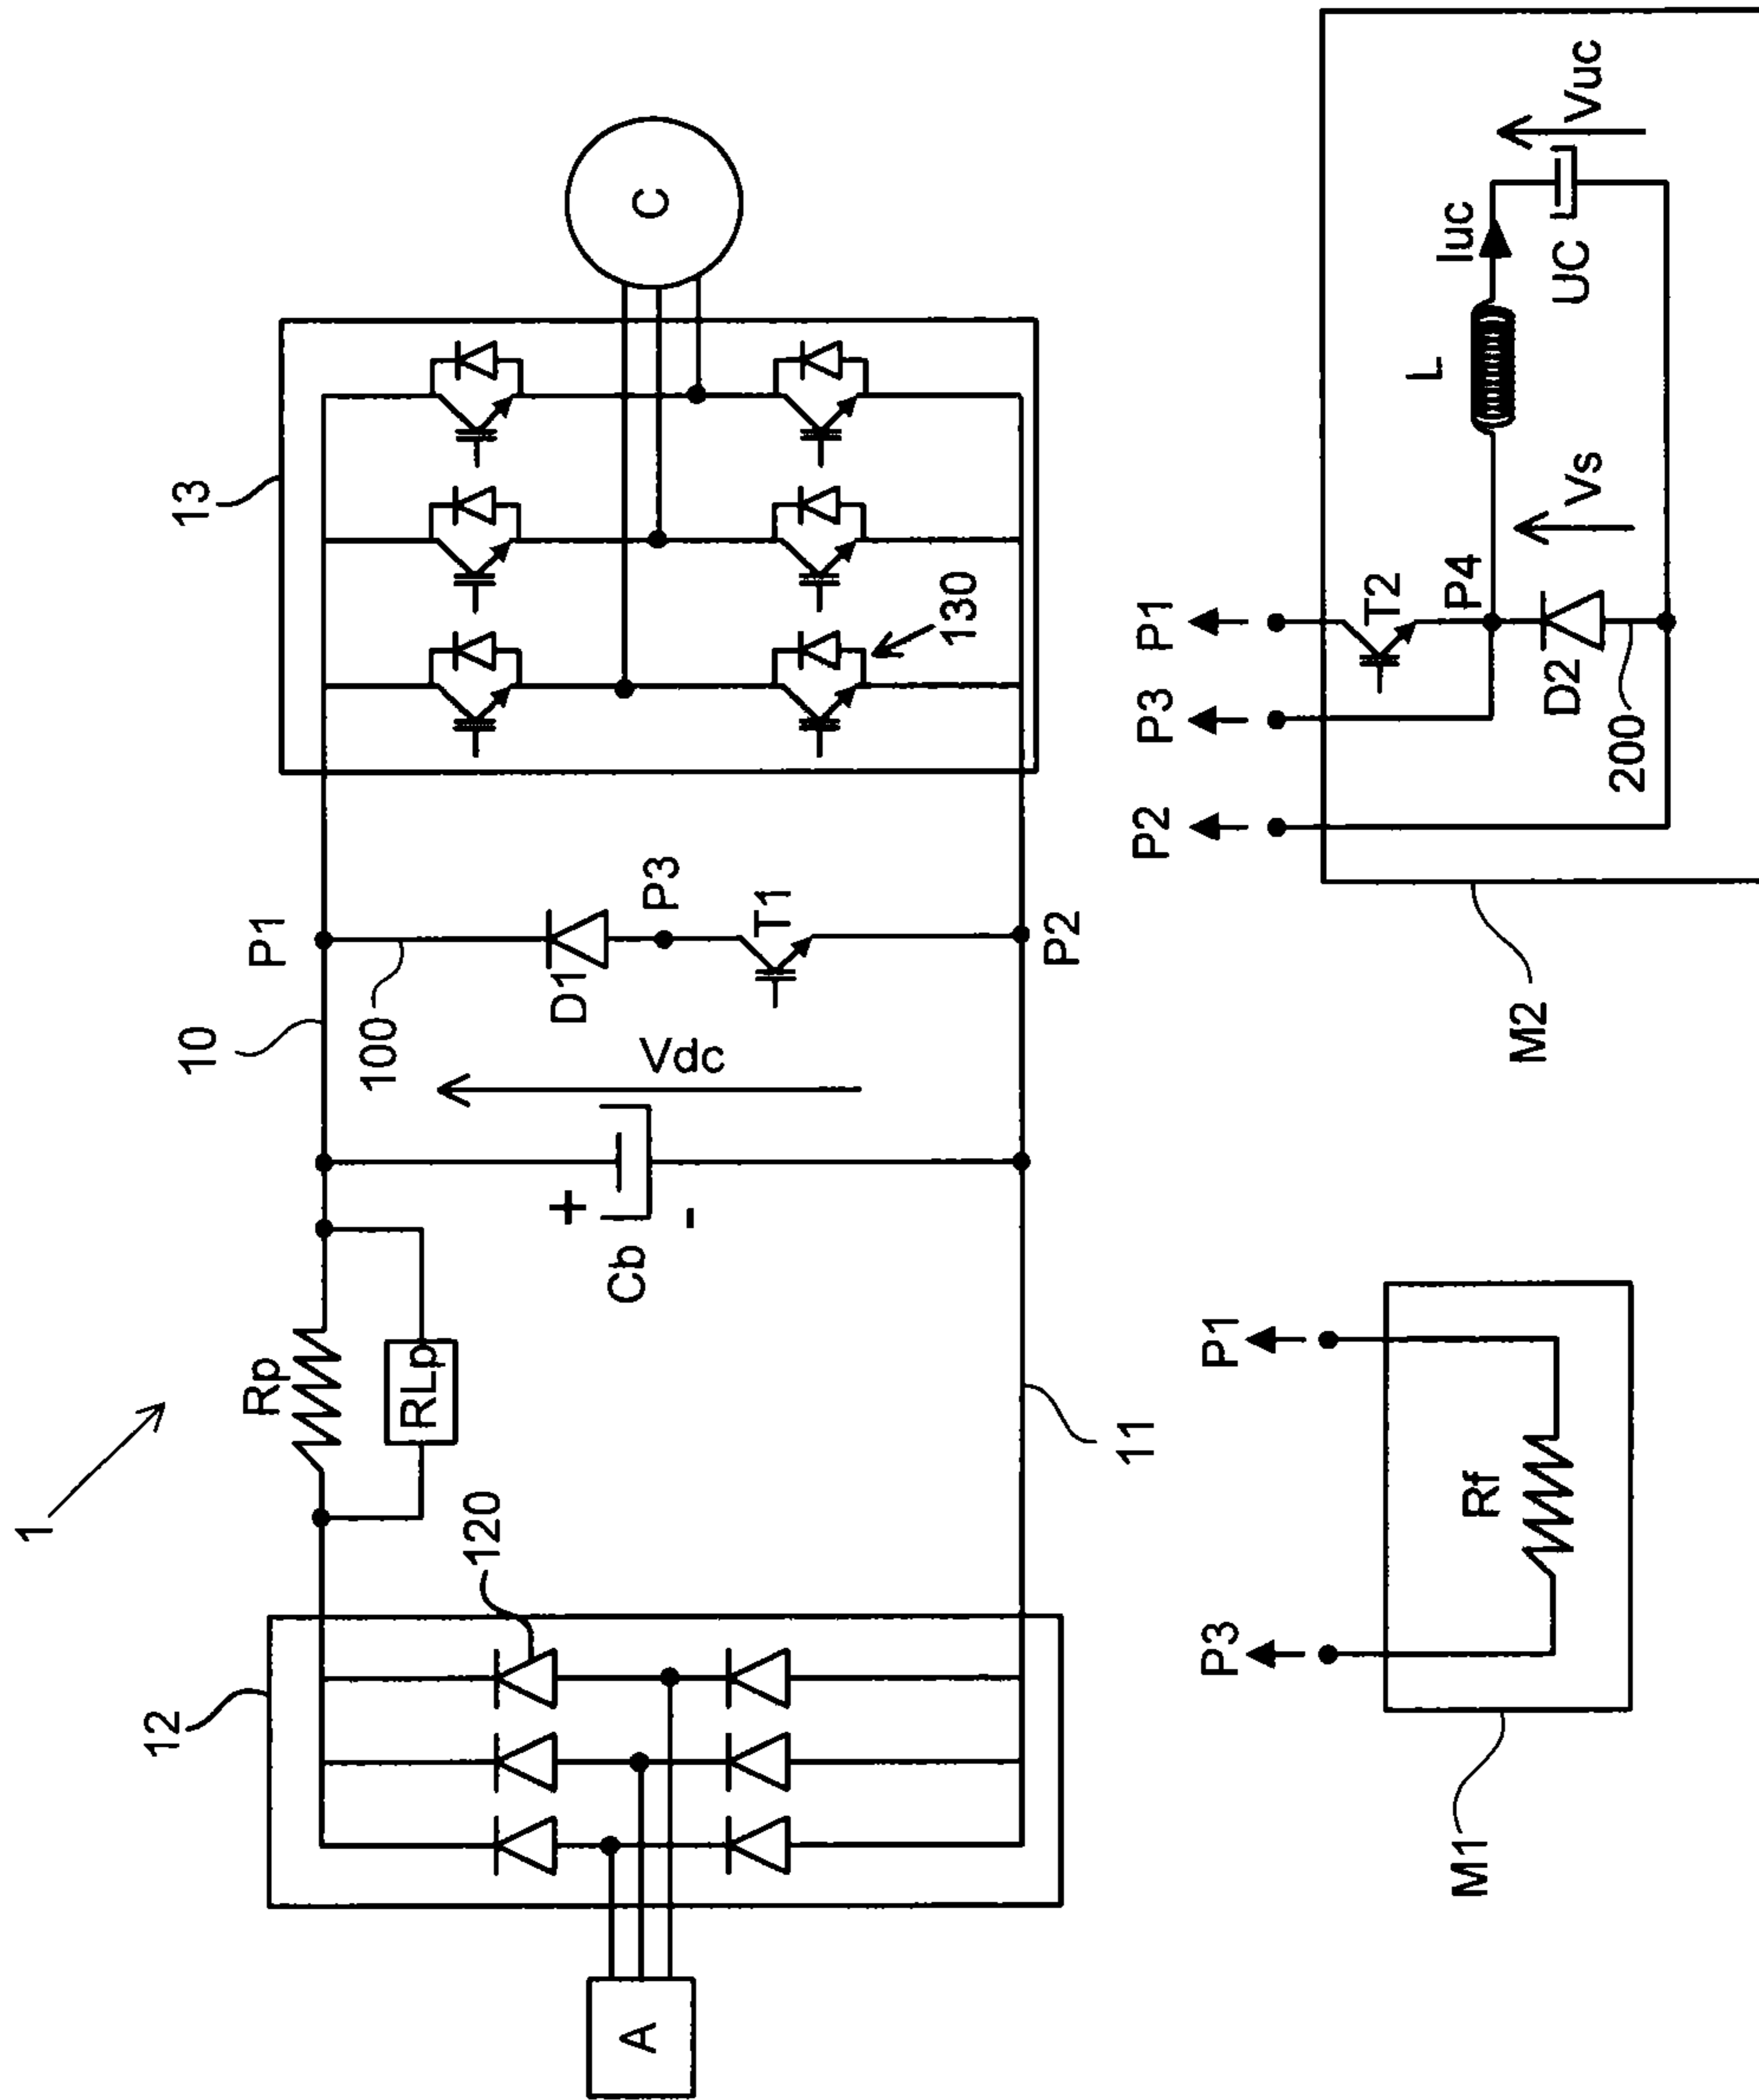 1
12
120
A
Rp
RLp
10
P1
100
D1
P3
T1
P2
Vdc
+
-
Cb
11
13
130
C
M1
P3
P1
Rf
M2
P2
P3
P1
T2
P4
D2
200
Vs
L
Iuc
UC
Vuc